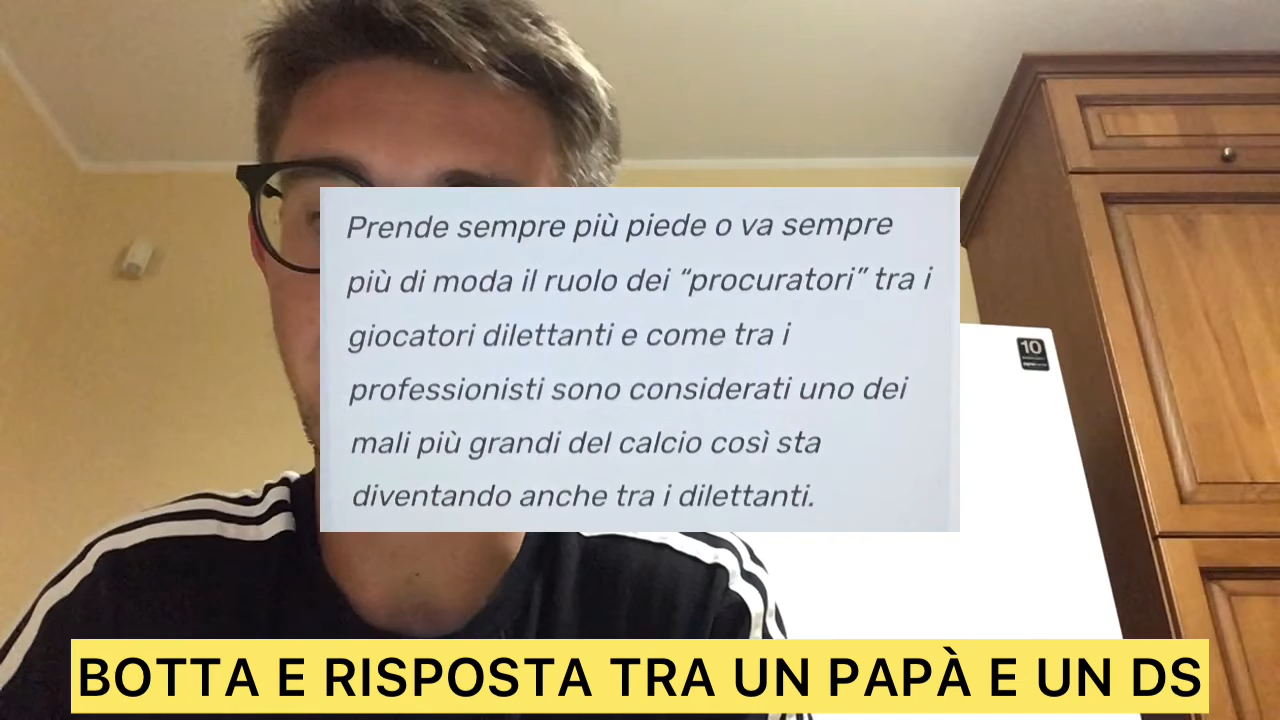 Prende sempre più piede o va sempre
più di moda il ruolo dei “procuratori” tra i
giocatori dilettanti e come tra i
professionisti sono considerati uno dei
mali più grandi del calcio così sta
diventando anche tra i dilettanti.
10
BOTTA E RISPOSTA TRA UN PAPÀ E UN DS